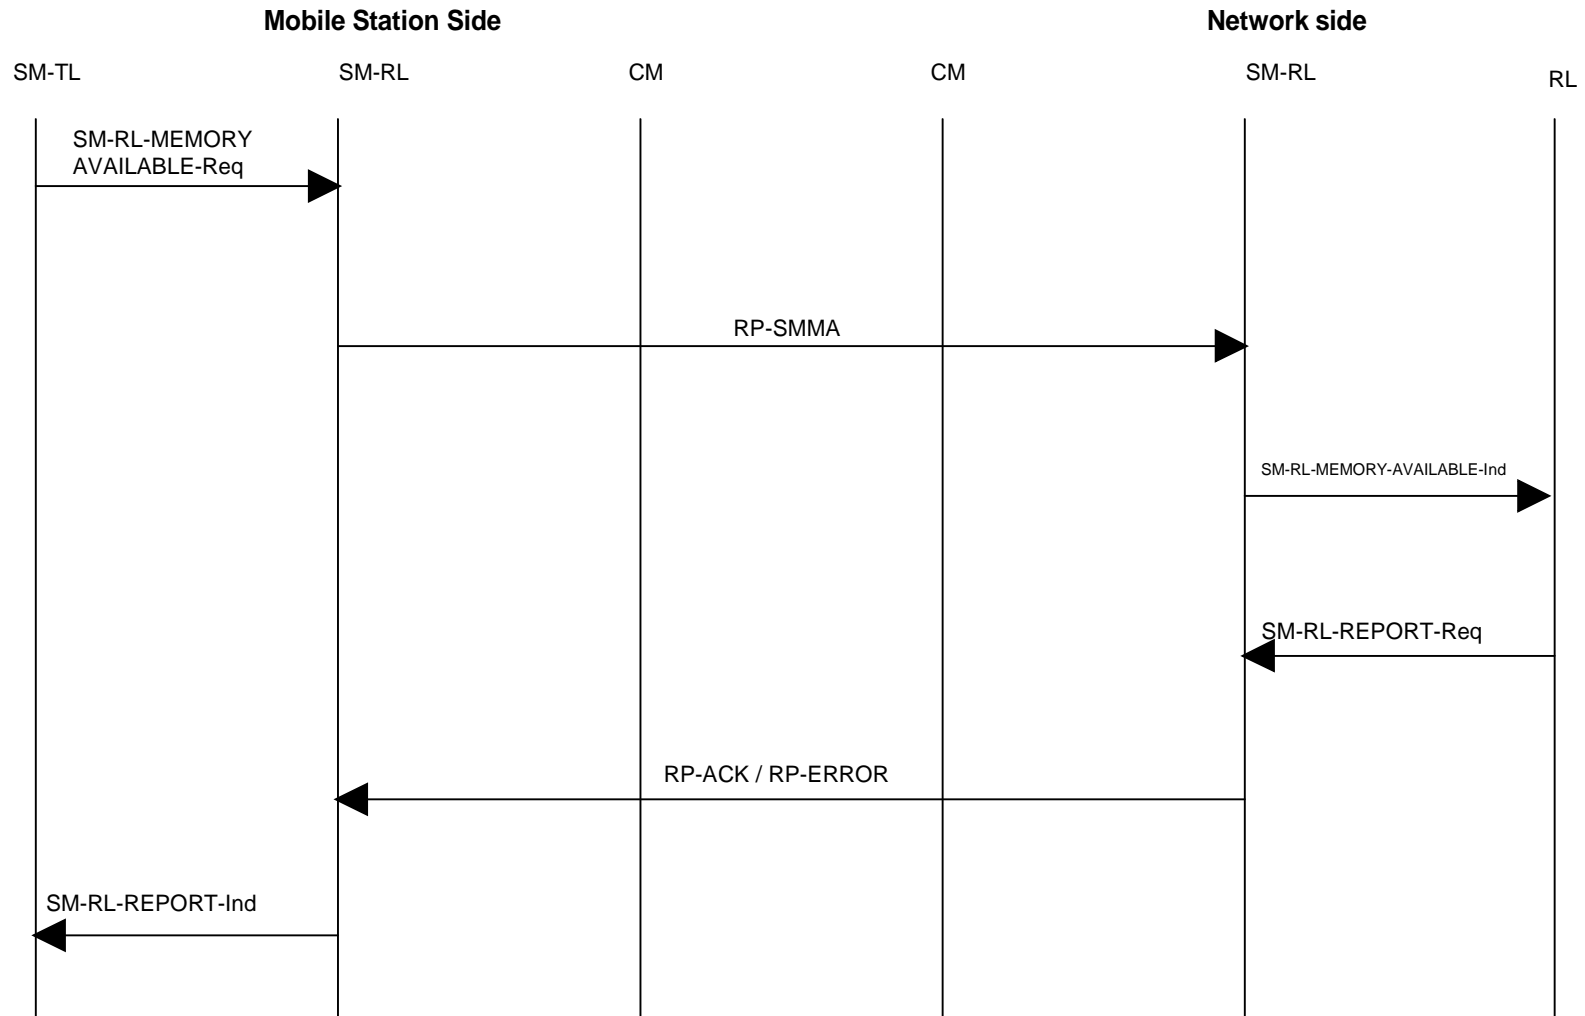 Mobile Station Side
Network side
SM-TL
SM-RL
CM
CM
SM-RL
RL
SM-RL-MEMORY
AVAILABLE-Req
RP-SMMA
SM-RL-MEMORY-AVAILABLE-Ind
SM-RL-REPORT-Req
RP-ACK / RP-ERROR
SM-RL-REPORT-Ind